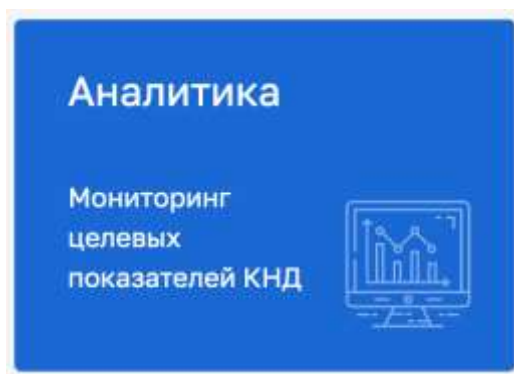 Аналитика
Мониторинг
целевых
показателей КНД